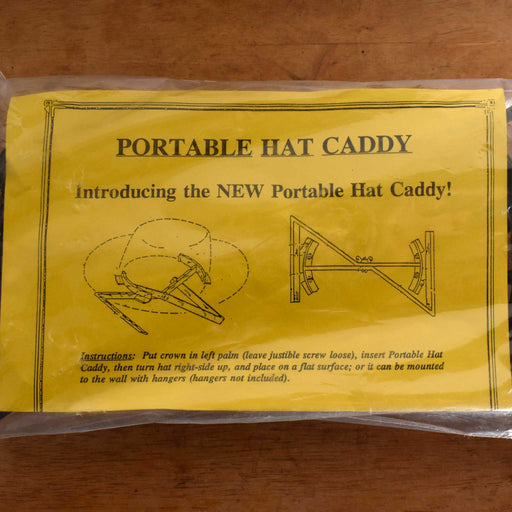 PORTABLE HAT CADDY
Introducing the NEW Portable Hat Caddy!
Instructions: Put crown in left palm (leave justible screw loose), insert Portable Hat
Caddy, then turn hat right-side up, and place on a flat surface; or it can be mounted
to the wall with hangers (hangers not included).